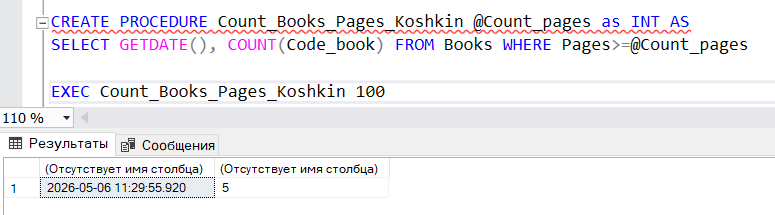 CREATE PROCEDURE Count_Books_Pages_Koshkin @Count_pages as INT AS
SELECT GETDATE(), COUNT(Code_book) FROM Books WHERE Pages>=@Count_pages
EXEC Count_Books_Pages_Koshkin 100
110 %
Результаты Сообщения
(Отсутствует имя столбца) (Отсутствует имя столбца)
1 2026-05-06 11:29:55.920 5